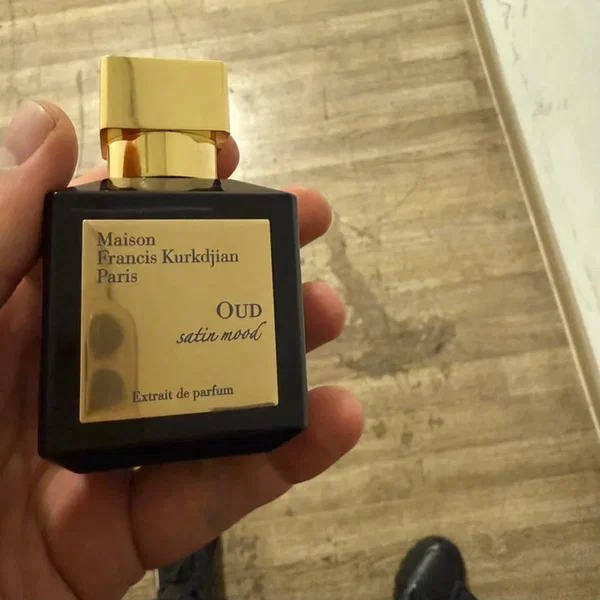 Maison
Francis Kurkdjian
Paris
OUD
satin mood
Extrait de parfum